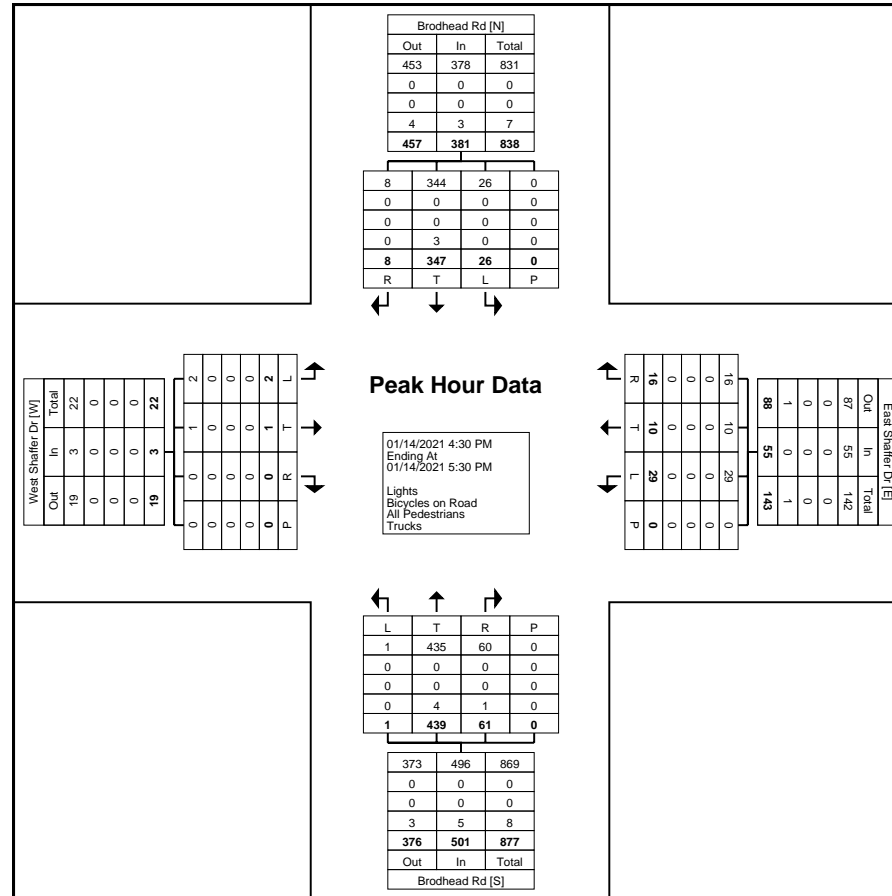 Brodhead Rd [N]
Out In Total
453 378 831
0 0 0
0 0 0
4 3 7
457 381 838
8 344 26 0
0 0 0 0
0 0 0 0
0 3 0 0
8 347 26 0
R T L P
West Shaffer Dr [W]
Total 22 0 0 0 22
In 3 0 0 0 3
Out 19 0 0 0 19
2 0 0 0 2 L
1 0 0 0 1 T
0 0 0 0 0 R
0 0 0 0 0 P
Peak Hour Data
01/14/2021 4:30 PM
Ending At
01/14/2021 5:30 PM
Lights
Bicycles on Road
All Pedestrians
Trucks
R 16 0 0 0 16
T 10 0 0 0 10
L 29 0 0 0 29
P 0 0 0 0 0
88 1 0 0 87 Out
55 0 0 0 55 In
143 1 0 0 142 Total
East Shaffer Dr [E]
L T R P
1 435 60 0
0 0 0 0
0 0 0 0
0 4 1 0
1 439 61 0
373 496 869
0 0 0
0 0 0
3 5 8
376 501 877
Out In Total
Brodhead Rd [S]